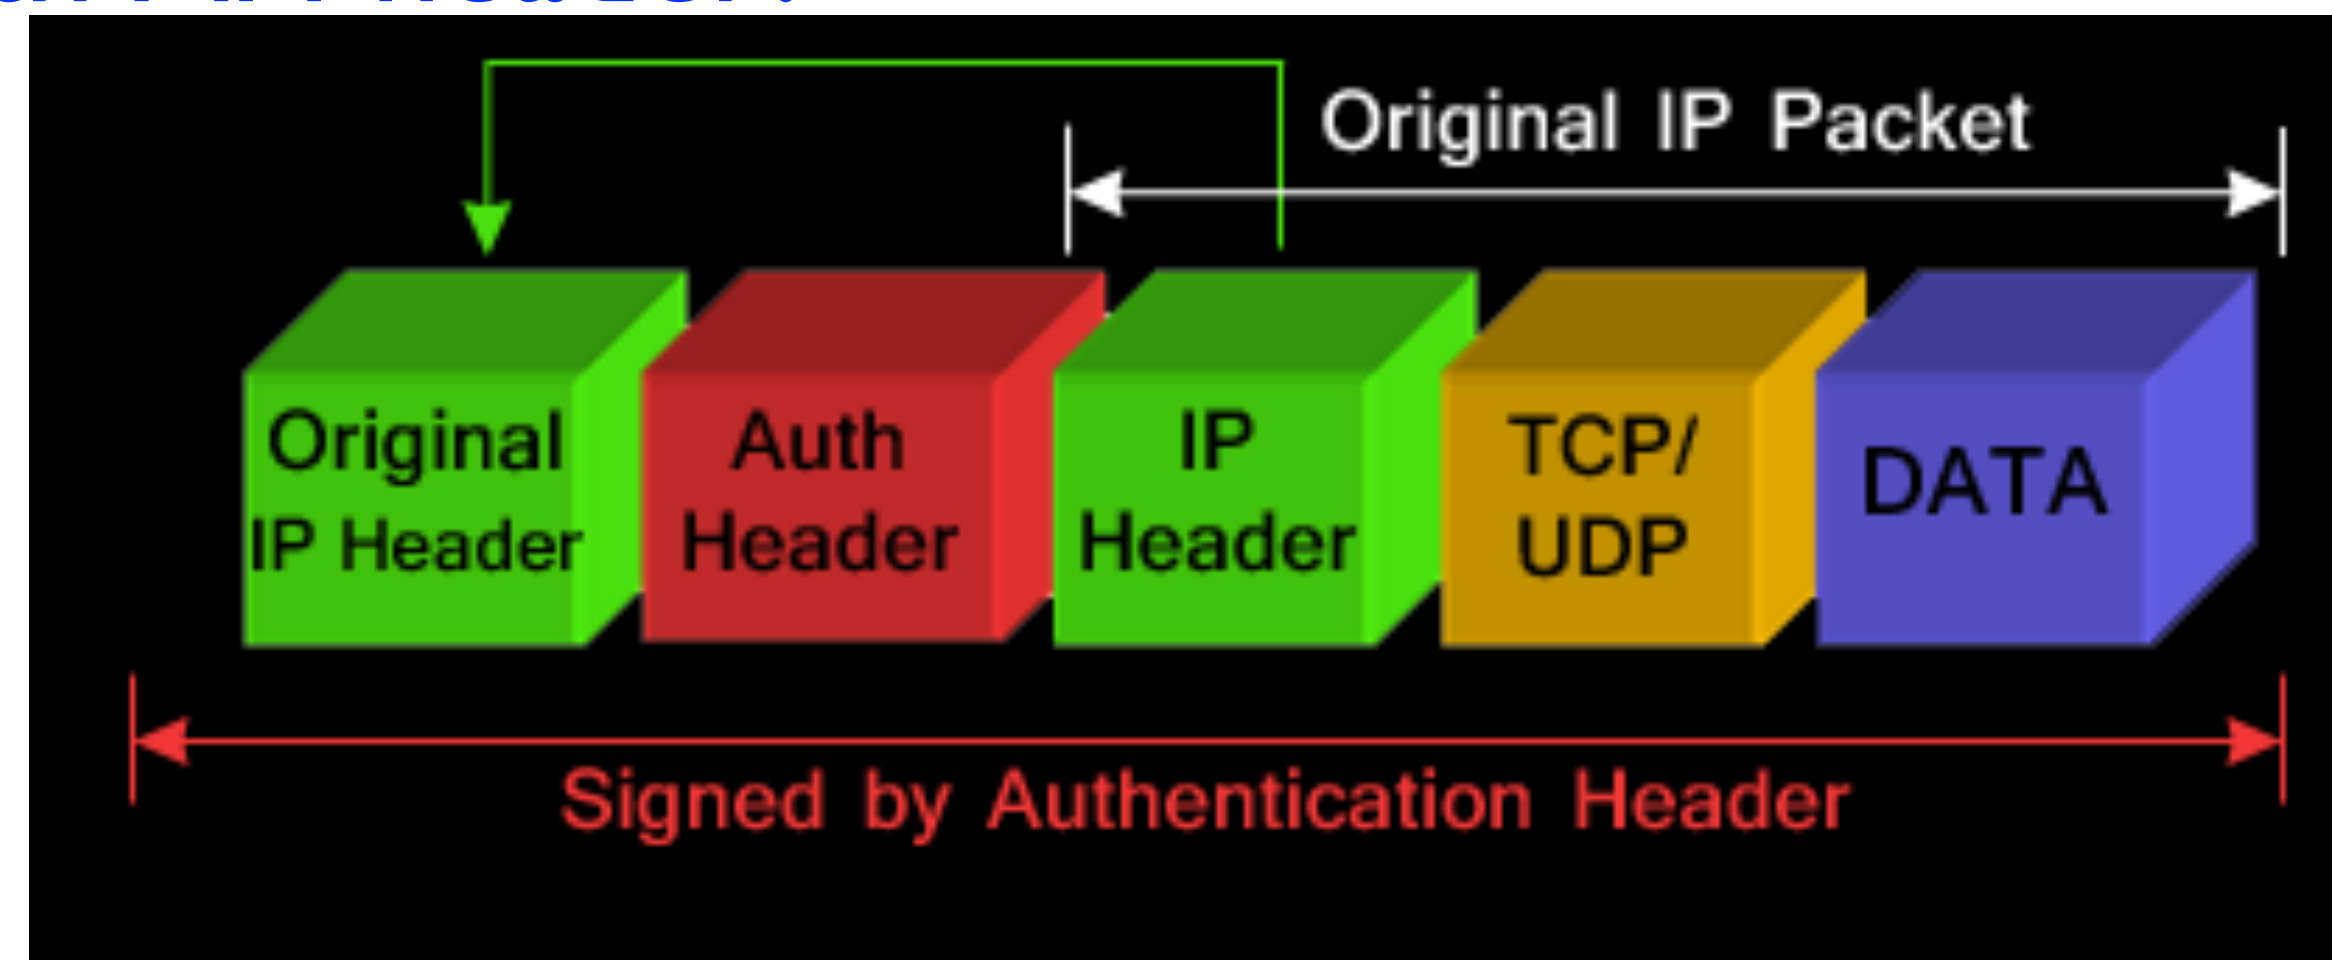 Original IP Packet
Original
IP Header
Auth
Header
IP
Header
TCP/
UDP
DATA
Signed by Authentication Header